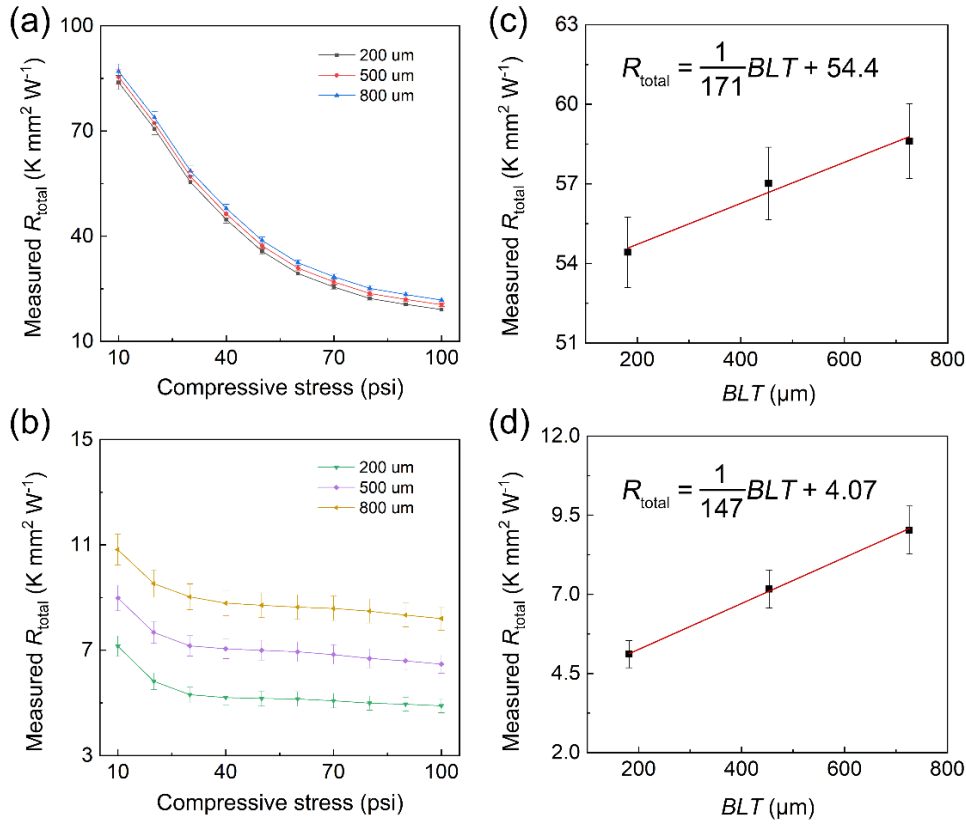 (a)
100
70
40
10
Measured R_total (K mm² W⁻¹)
200 um
500 um
800 um
10 40 70 100
Compressive stress (psi)
(c)
63
60
57
54
51
Measured R_total (K mm² W⁻¹)
R_total = 1/171 BLT + 54.4
200 400 600 800
BLT (µm)
(b)
15
11
7
3
Measured R_total (K mm² W⁻¹)
200 um
500 um
800 um
10 40 70 100
Compressive stress (psi)
(d)
12.0
9.5
7.0
4.5
2.0
Measured R_total (K mm² W⁻¹)
R_total = 1/147 BLT + 4.07
200 400 600 800
BLT (µm)